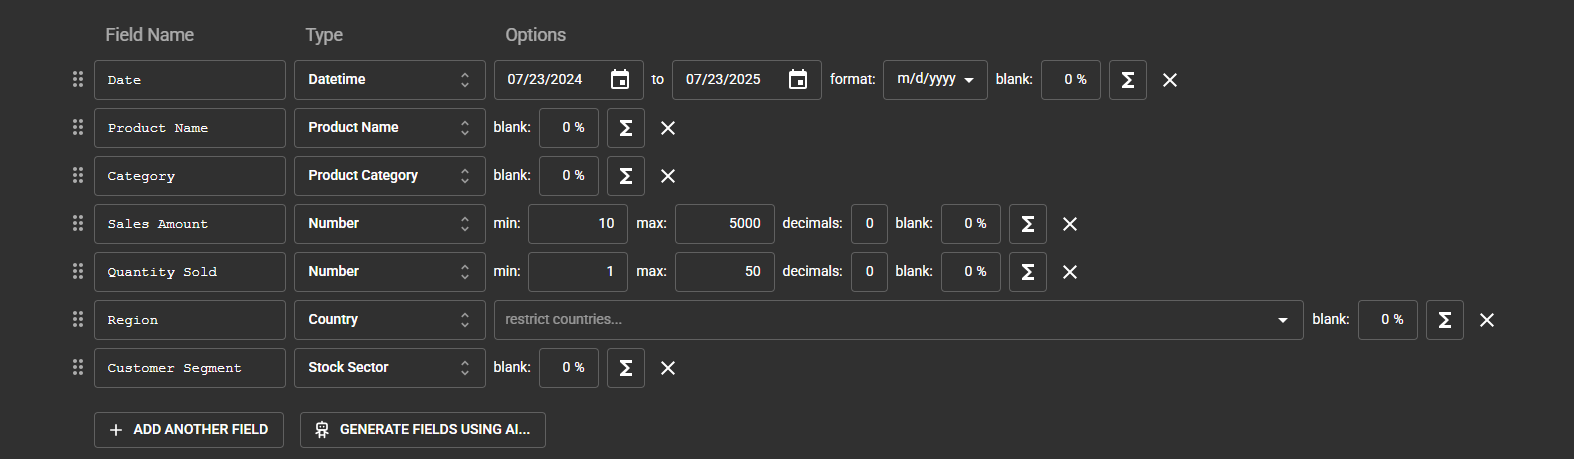 Field Name Type Options
Date Datetime 07/23/2024 to 07/23/2025 format: m/d/yyyy blank: 0 % Σ
Product Name Product Name blank: 0 % Σ
Category Product Category blank: 0 % Σ
Sales Amount Number min: 10 max: 5000 decimals: 0 blank: 0 % Σ
Quantity Sold Number min: 1 max: 50 decimals: 0 blank: 0 % Σ
Region Country restrict countries... blank: 0 % Σ
Customer Segment Stock Sector blank: 0 % Σ
+ ADD ANOTHER FIELD GENERATE FIELDS USING AI...